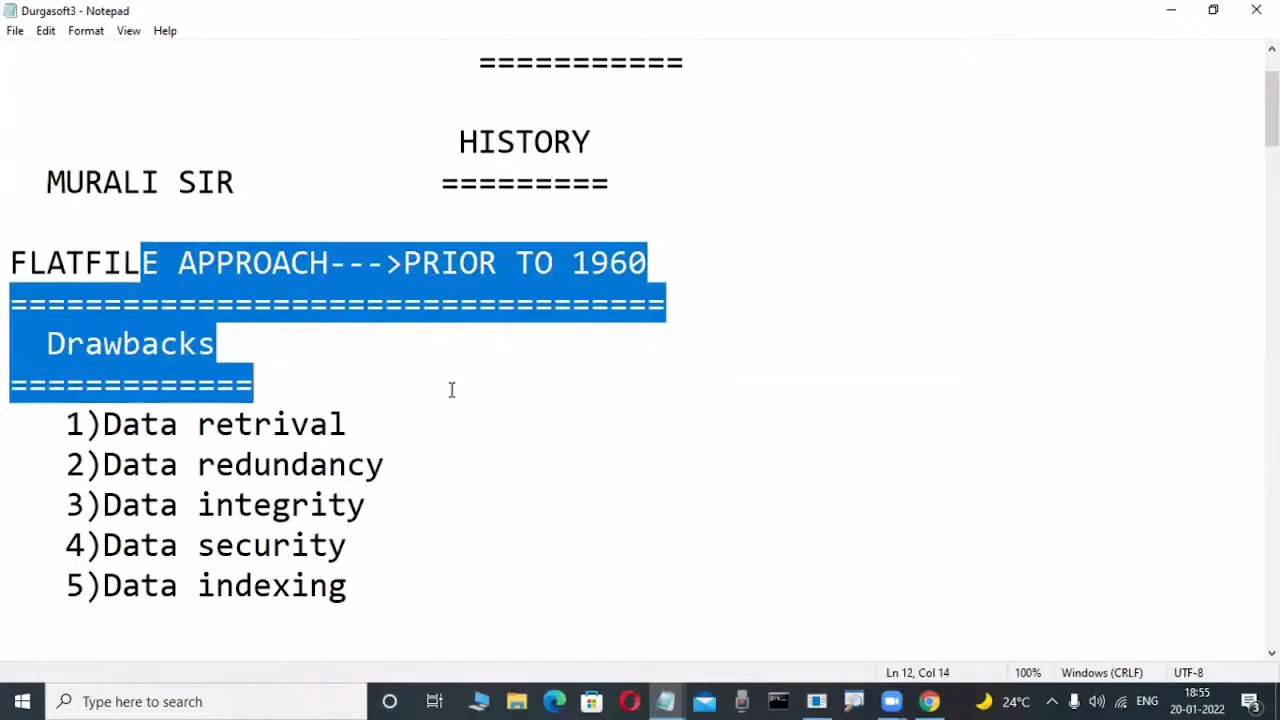 Durgasoft3 - Notepad
File Edit Format View Help
===========
HISTORY
MURALI SIR =========
FLATFILE APPROACH--->PRIOR TO 1960
===================================
Drawbacks
=============
1)Data retrival
2)Data redundancy
3)Data integrity
4)Data security
5)Data indexing
Ln 12, Col 14 100% Windows (CRLF) UTF-8
Type here to search 24°C ENG 18:55
20-01-2022 3